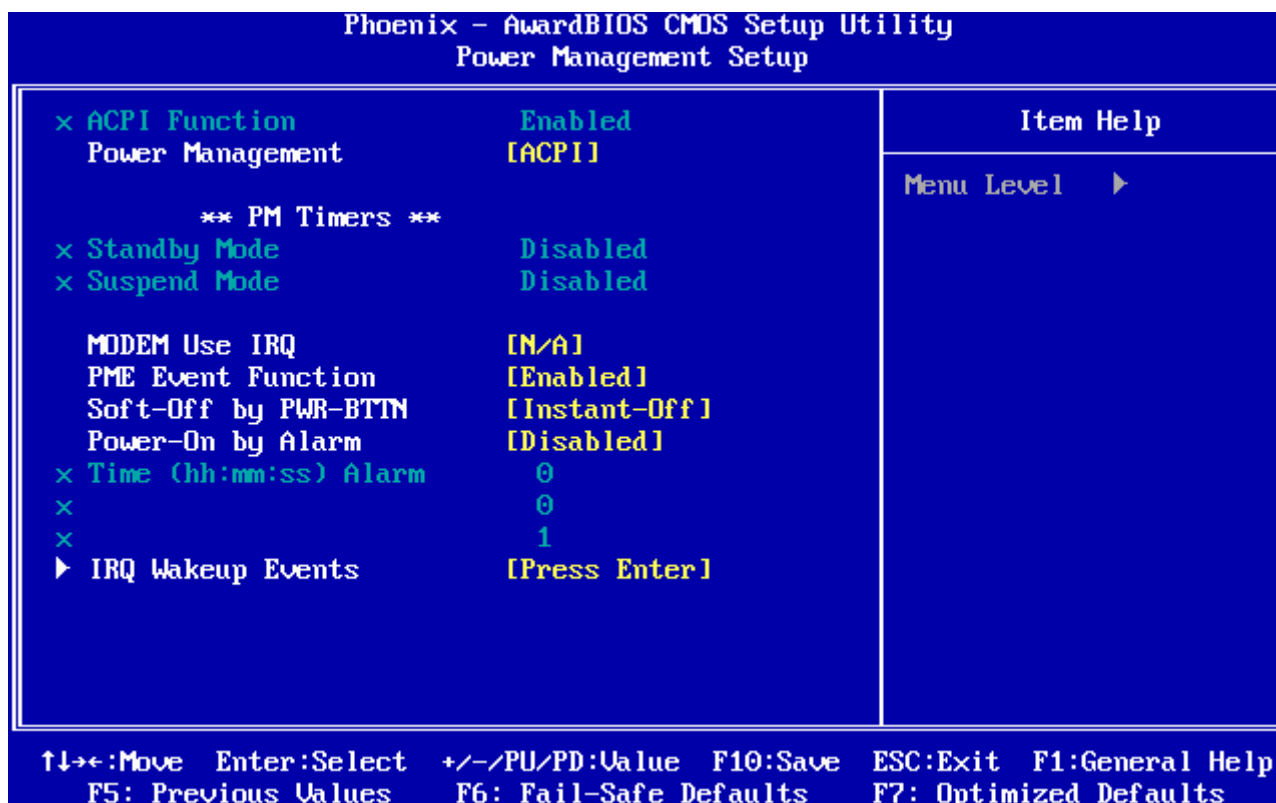 Phoenix - AwardBIOS CMOS Setup Utility
Power Management Setup
x ACPI Function Enabled
Power Management [ACPI]
** PM Timers **
x Standby Mode Disabled
x Suspend Mode Disabled
MODEM Use IRQ [N/A]
PME Event Function [Enabled]
Soft-Off by PWR-BTTN [Instant-Off]
Power-On by Alarm [Disabled]
x Time (hh:mm:ss) Alarm 0
x 0
x 1
► IRQ Wakeup Events [Press Enter]
Item Help
Menu Level ►
↑↓→←:Move Enter:Select +/-/PU/PD:Value F10:Save ESC:Exit F1:General Help
F5: Previous Values F6: Fail-Safe Defaults F7: Optimized Defaults